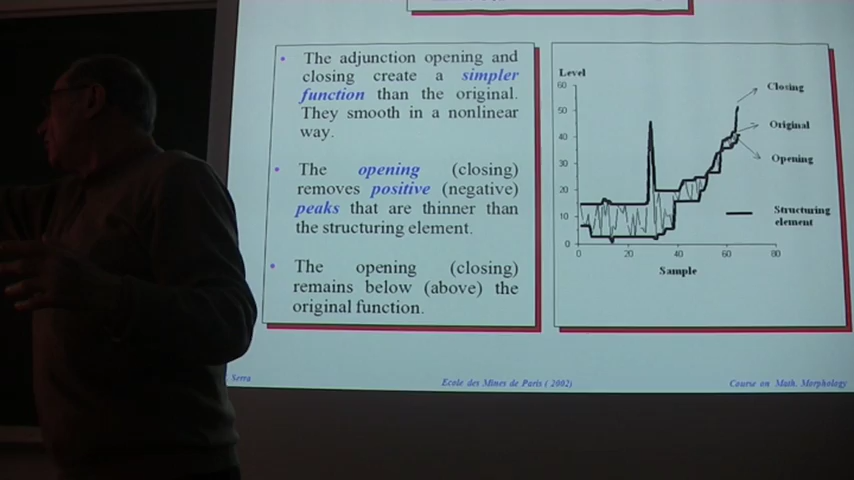 • The adjunction opening and
closing create a simpler
function than the original.
They smooth in a nonlinear
way.
• The opening (closing)
removes positive (negative)
peaks that are thinner than
the structuring element.
• The opening (closing)
remains below (above) the
original function.
Level
60
50
40
30
20
10
0
0 20 40 60 80
Sample
Closing
Original
Opening
Structuring
element
Serra
Ecole des Mines de Paris ( 2002)
Course on Math. Morphology